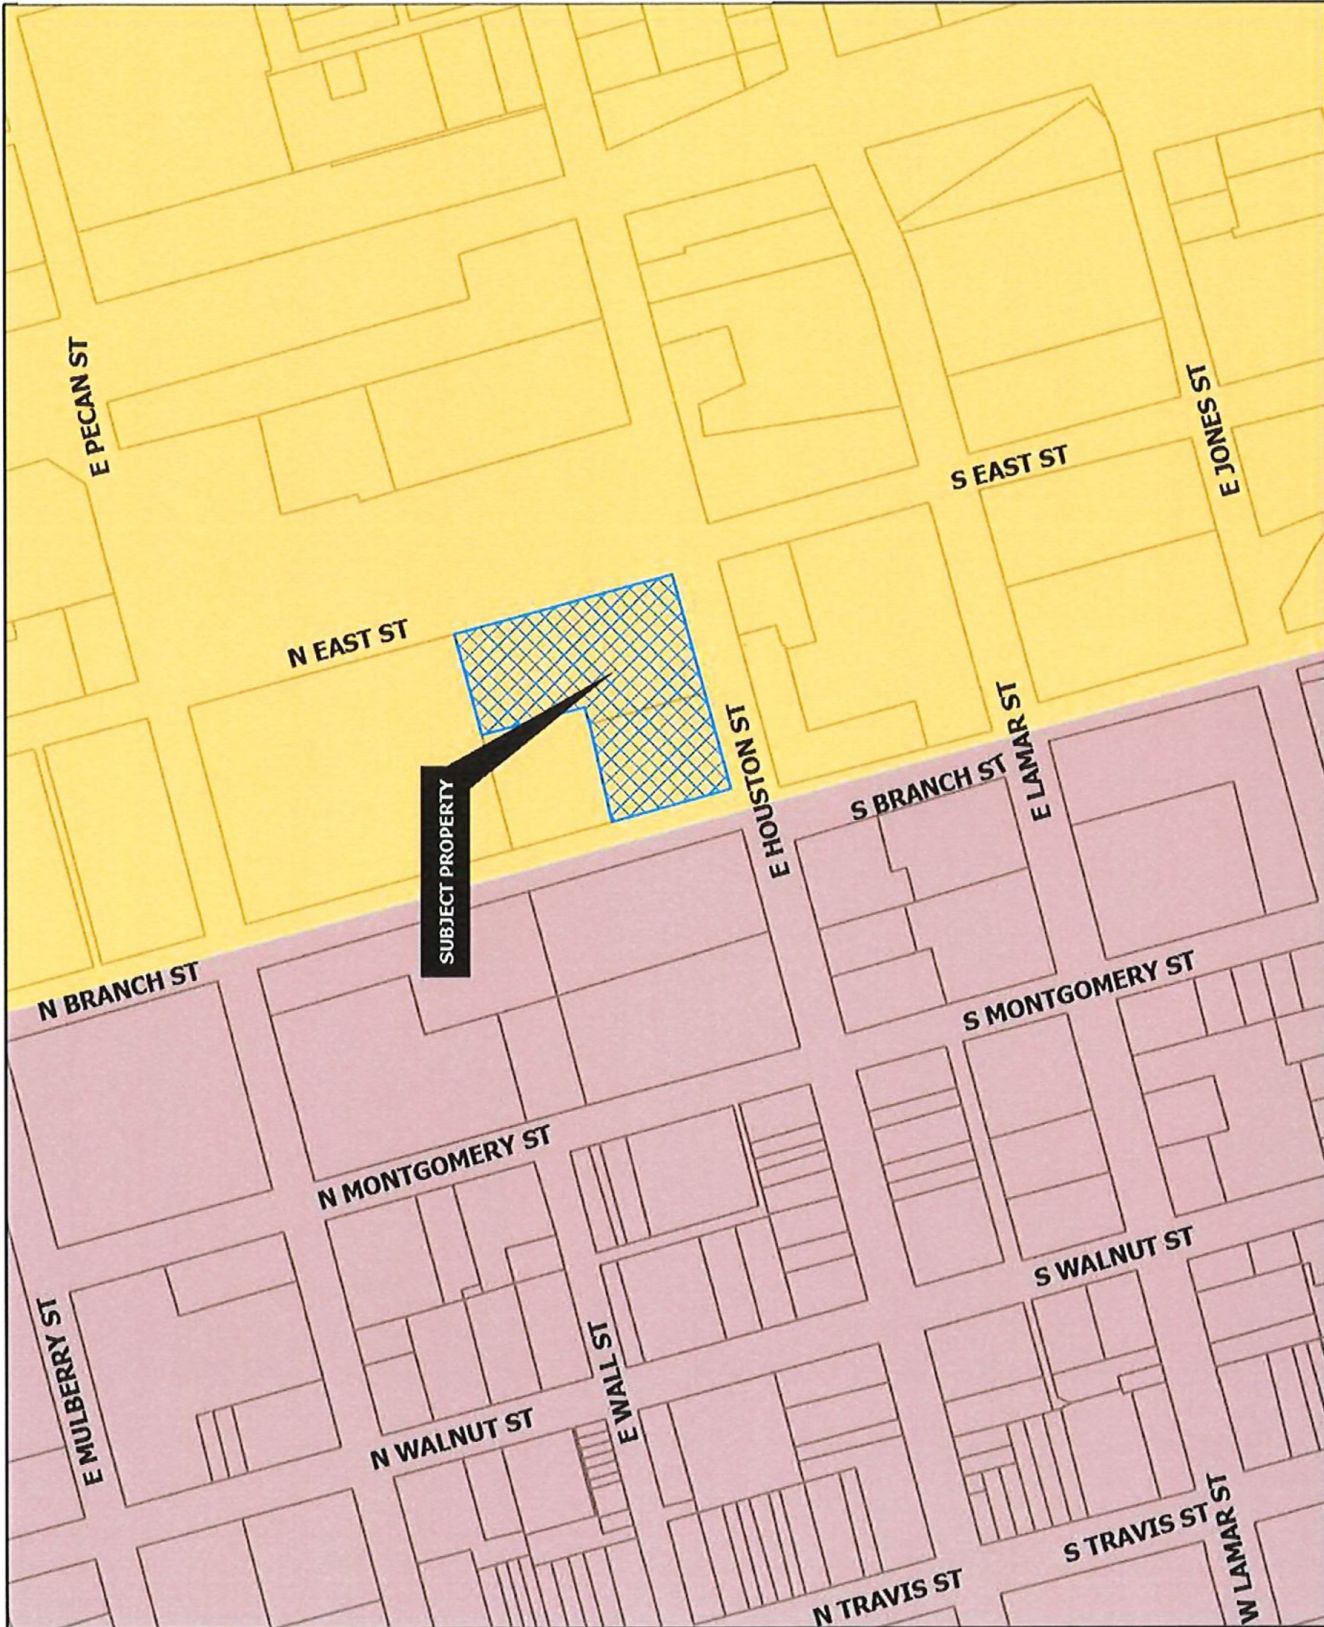 E PECAN ST
E JONES ST
S EAST ST
N EAST ST
E HOUSTON ST
E LAMAR ST
S BRANCH ST
SUBJECT PROPERTY
N BRANCH ST
S MONTGOMERY ST
N MONTGOMERY ST
S WALNUT ST
E MULBERRY ST
E WALL ST
N WALNUT ST
S TRAVIS ST
W LAMAR ST
N TRAVIS ST